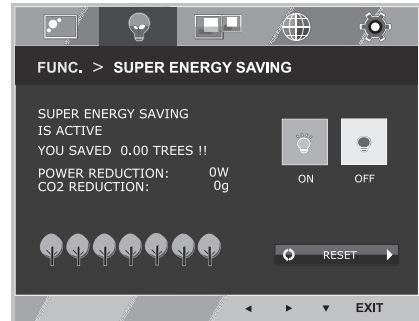 FUNC. > SUPER ENERGY SAVING
SUPER ENERGY SAVING
IS ACTIVE
YOU SAVED 0.00 TREES !!
POWER REDUCTION: 0W
CO2 REDUCTION: 0g
ON OFF
RESET
EXIT